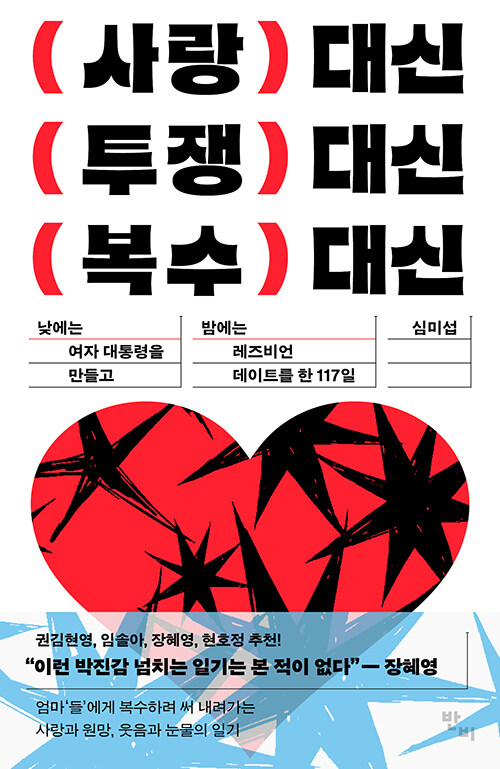 (사랑) 대신
(투쟁) 대신
(복수) 대신
낮에는
여자 대통령을
만들고
밤에는
레즈비언
데이트를 한 117일
심미섭
권김현영, 임솔아, 장혜영, 현호정 추천!
“이런 박진감 넘치는 일기는 본 적이 없다” — 장혜영
엄마‘들’에게 복수하려 써 내려가는
사랑과 원망, 웃음과 눈물의 일기
반비